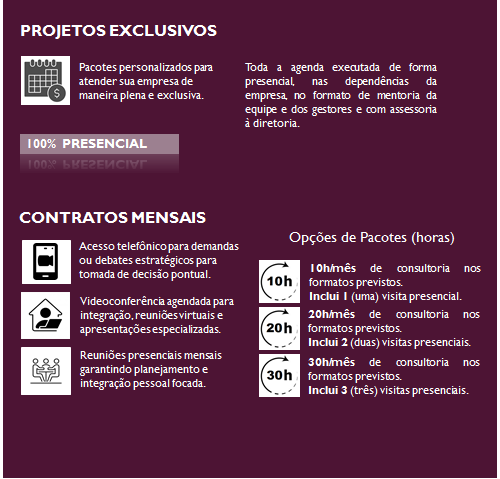 PROJETOS EXCLUSIVOS
Pacotes personalizados para
atender sua empresa de
maneira plena e exclusiva.
Toda a agenda executada de forma
presencial, nas dependências da
empresa, no formato de mentoria da
equipe e dos gestores e com assessoria
à diretoria.
100% PRESENCIAL
CONTRATOS MENSAIS
Acesso telefônico para demandas
ou debates estratégicos para
tomada de decisão pontual.
Videoconferência agendada para
integração, reuniões virtuais e
apresentações especializadas.
Reuniões presenciais mensais
garantindo planejamento e
integração pessoal focada.
Opções de Pacotes (horas)
10h
10h/mês de consultoria nos
formatos previstos.
Inclui 1 (uma) visita presencial.
20h
20h/mês de consultoria nos
formatos previstos.
Inclui 2 (duas) visitas presenciais.
30h
30h/mês de consultoria nos
formatos previstos.
Inclui 3 (três) visitas presenciais.